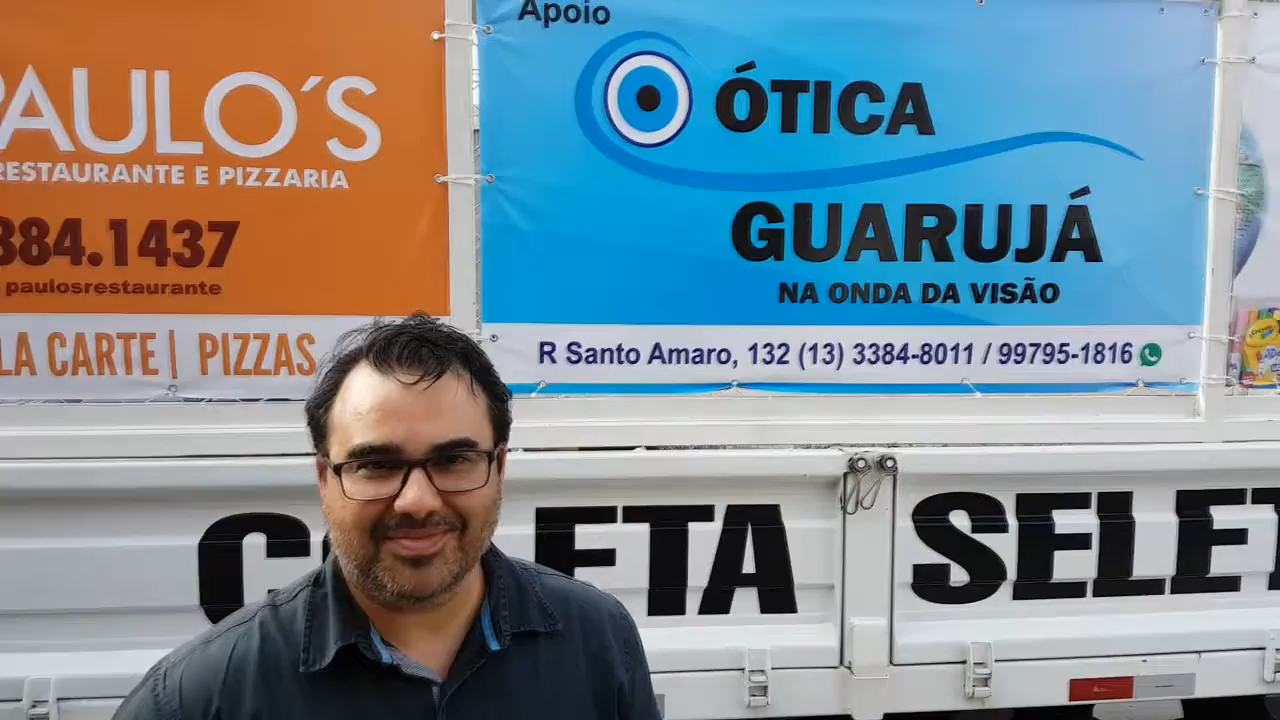 PAULO´S
RESTAURANTE E PIZZARIA
384.1437
paulosrestaurante
LA CARTE | PIZZAS
Apoio
ÓTICA
GUARUJÁ
NA ONDA DA VISÃO
R Santo Amaro, 132 (13) 3384-8011 / 99795-1816
C ETA SELET